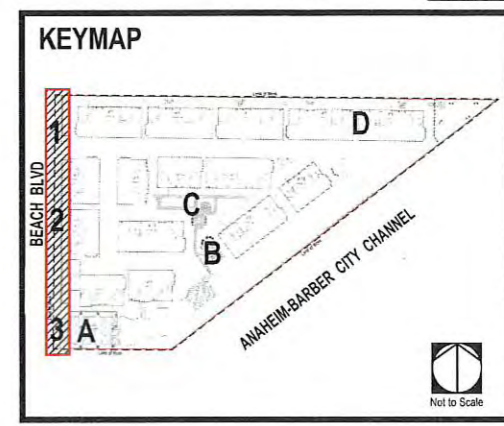 KEYMAP
1
D
BEACH BLVD
C
2
B
ANAHEIM-BARBER CITY CHANNEL
3
A
Not to Scale